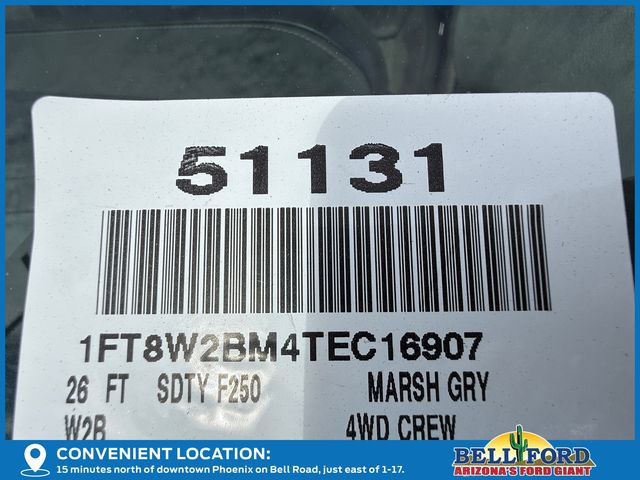 51131
1FT8W2BM4TEC16907
26 FT SDTY F250 MARSH GRY
W2B 4WD CREW
CONVENIENT LOCATION:
15 minutes north of downtown Phoenix on Bell Road, just east of 1-17.
BELL FORD
ARIZONA'S FORD GIANT